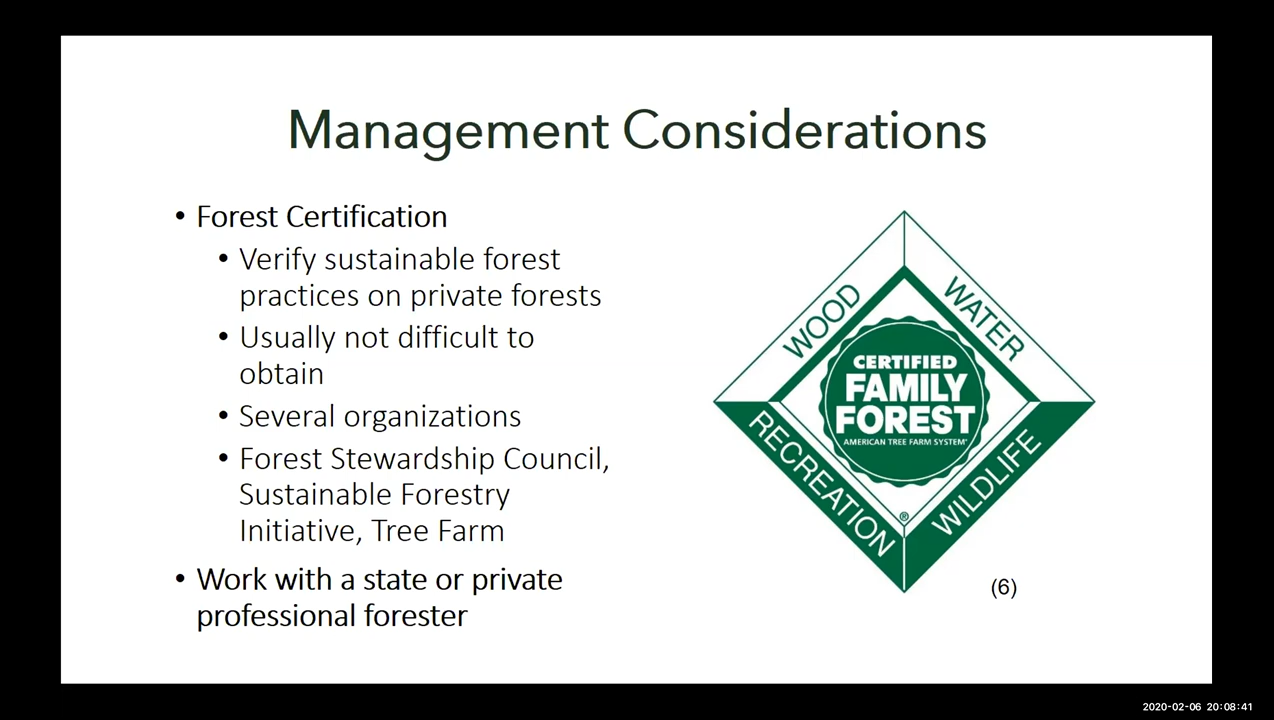 Management Considerations
• Forest Certification
• Verify sustainable forest
practices on private forests
• Usually not difficult to
obtain
• Several organizations
• Forest Stewardship Council,
Sustainable Forestry
Initiative, Tree Farm
• Work with a state or private
professional forester
WOOD
WATER
CERTIFIED
FAMILY
FOREST
AMERICAN TREE FARM SYSTEM®
RECREATION
WILDLIFE
®
(6)
2020-02-06 20:08:41